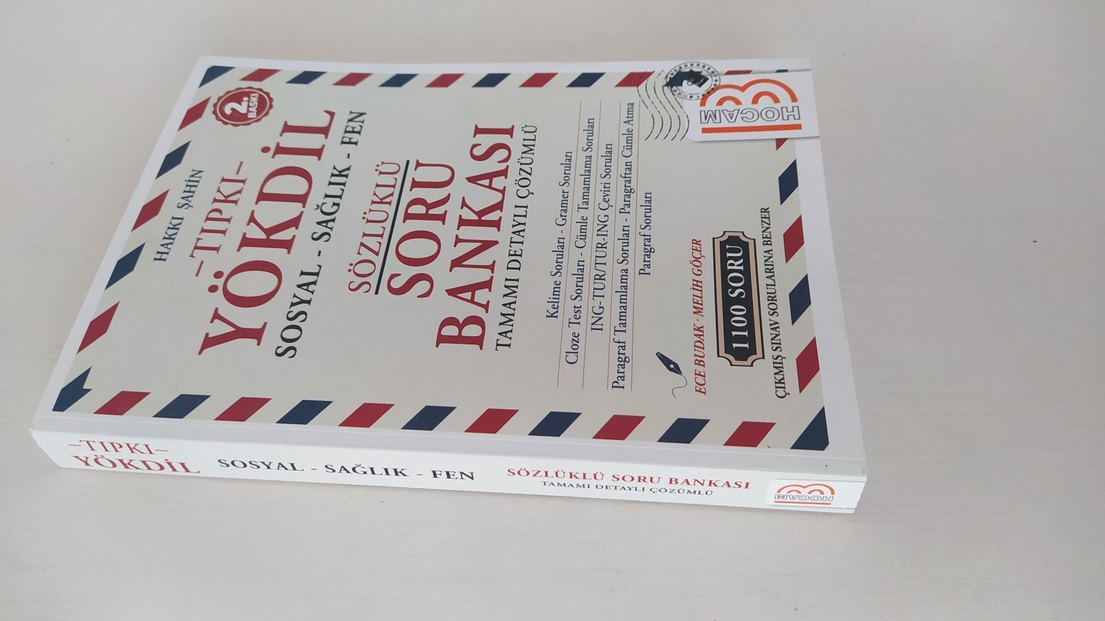 2.
BASKI
HAKKI ŞAHİN
-TIPKI-
YÖKDİL
SOSYAL - SAĞLIK - FEN
SÖZLÜKLÜ
SORU
BANKASI
TAMAMI DETAYLI ÇÖZÜMLÜ
Kelime Soruları - Gramer Soruları
Cloze Test Soruları - Cümle Tamamlama Soruları
ING-TUR/TUR-ING Çeviri Soruları
Paragraf Tamamlama Soruları - Paragraftan Cümle Atma
Paragraf Soruları
ECE BUDAK · MELİH GÖÇER
1100 SORU
ÇIKMIŞ SINAV SORULARINA BENZER
HOCAM
-TIPKI-
YÖKDİL
SOSYAL - SAĞLIK - FEN
SÖZLÜKLÜ SORU BANKASI
TAMAMI DETAYLI ÇÖZÜMLÜ
HOCAM